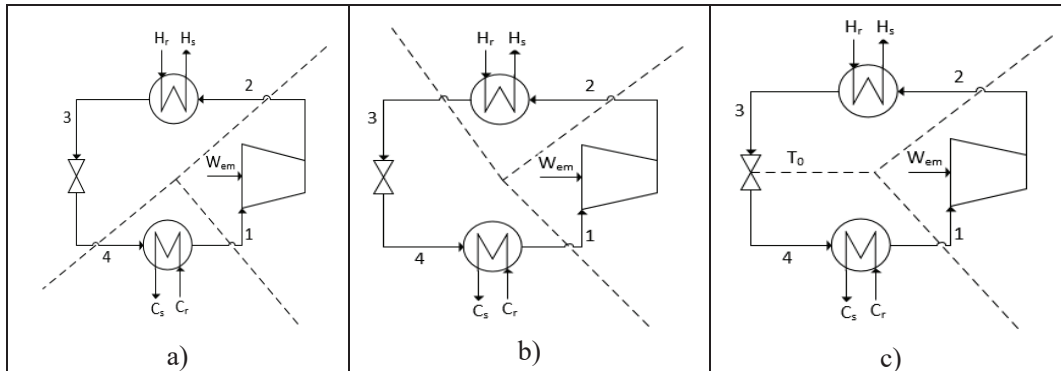 H_r H_s
2
3
W_em
1
4
C_s C_r
a)
H_r H_s
2
3
W_em
1
4
C_s C_r
b)
H_r H_s
2
3
T_0
W_em
1
4
C_s C_r
c)